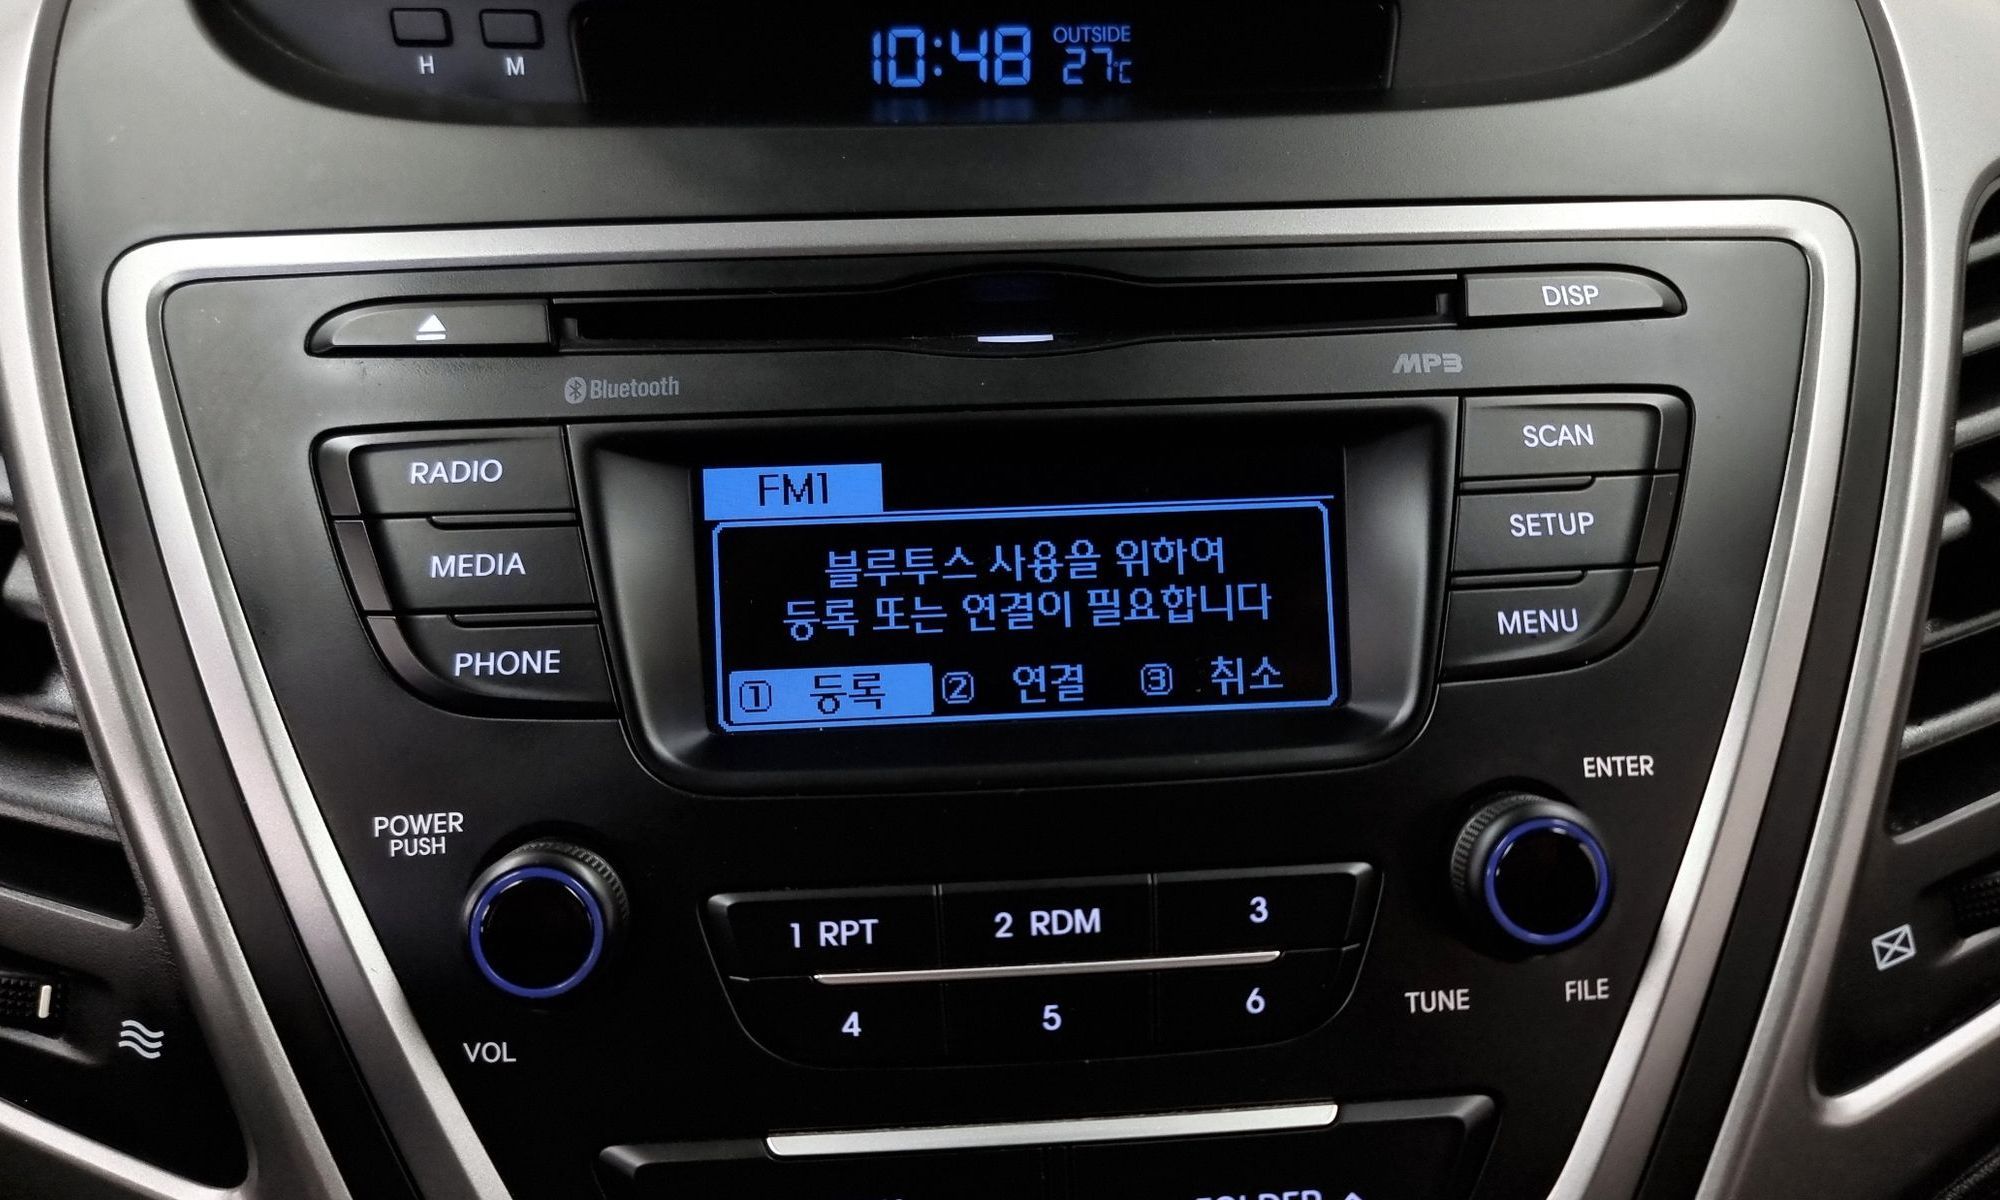 H M
10:48 OUTSIDE 27°C
DISP
Bluetooth
MP3
RADIO
MEDIA
PHONE
FM1
블루투스 사용을 위하여
등록 또는 연결이 필요합니다
① 등록 ② 연결 ③ 취소
SCAN
SETUP
MENU
POWER
PUSH
VOL
ENTER
TUNE FILE
1 RPT 2 RDM 3
4 5 6
FOLDER